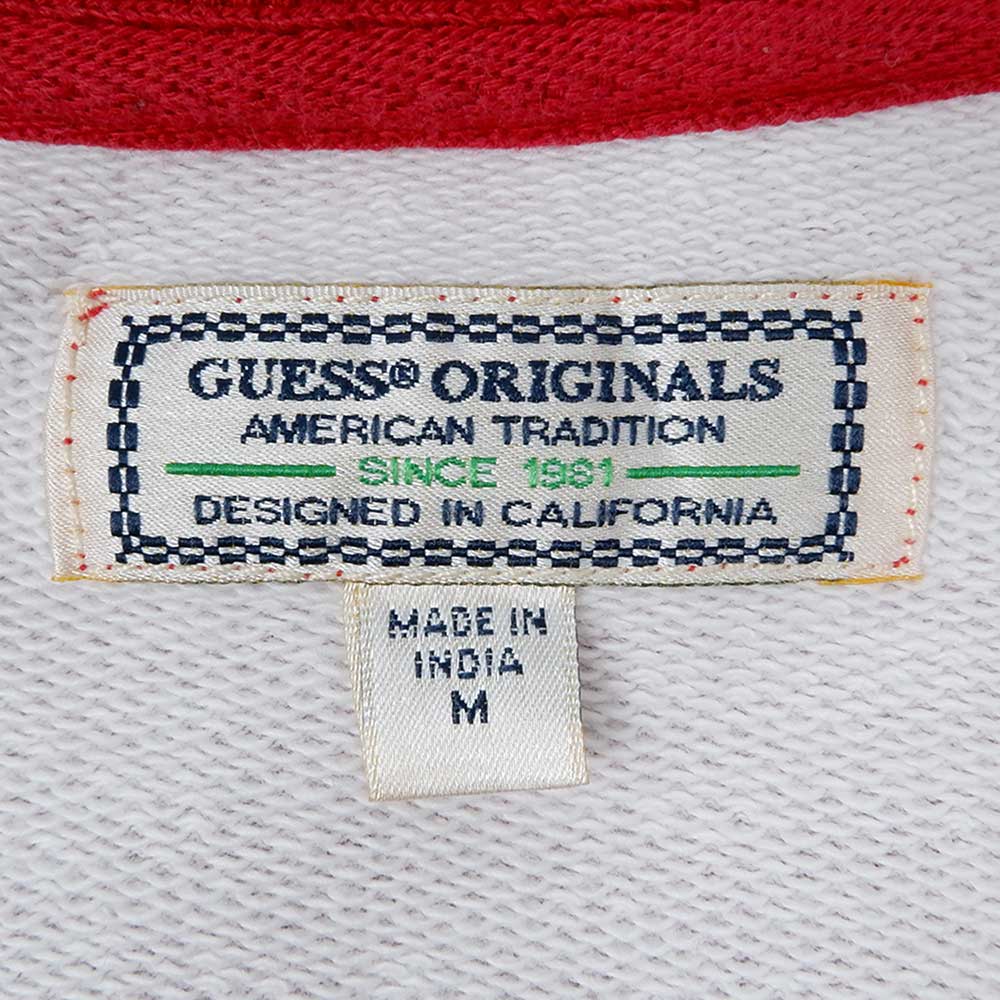 GUESS® ORIGINALS
AMERICAN TRADITION
SINCE 1981
DESIGNED IN CALIFORNIA
MADE IN
INDIA
M